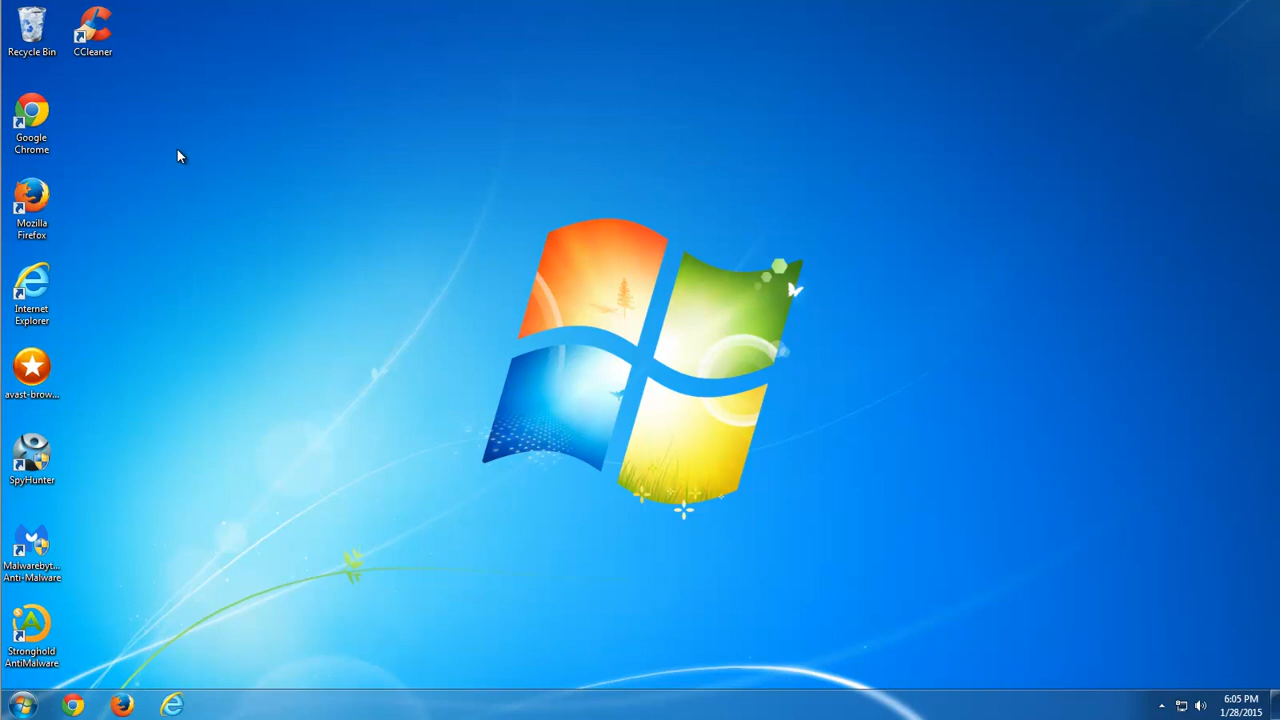 Recycle Bin
CCleaner
Google
Chrome
Mozilla
Firefox
Internet
Explorer
avast-brow...
SpyHunter
Malwarebyt...
Anti-Malware
Stronghold
AntiMalware
6:05 PM
1/28/2015